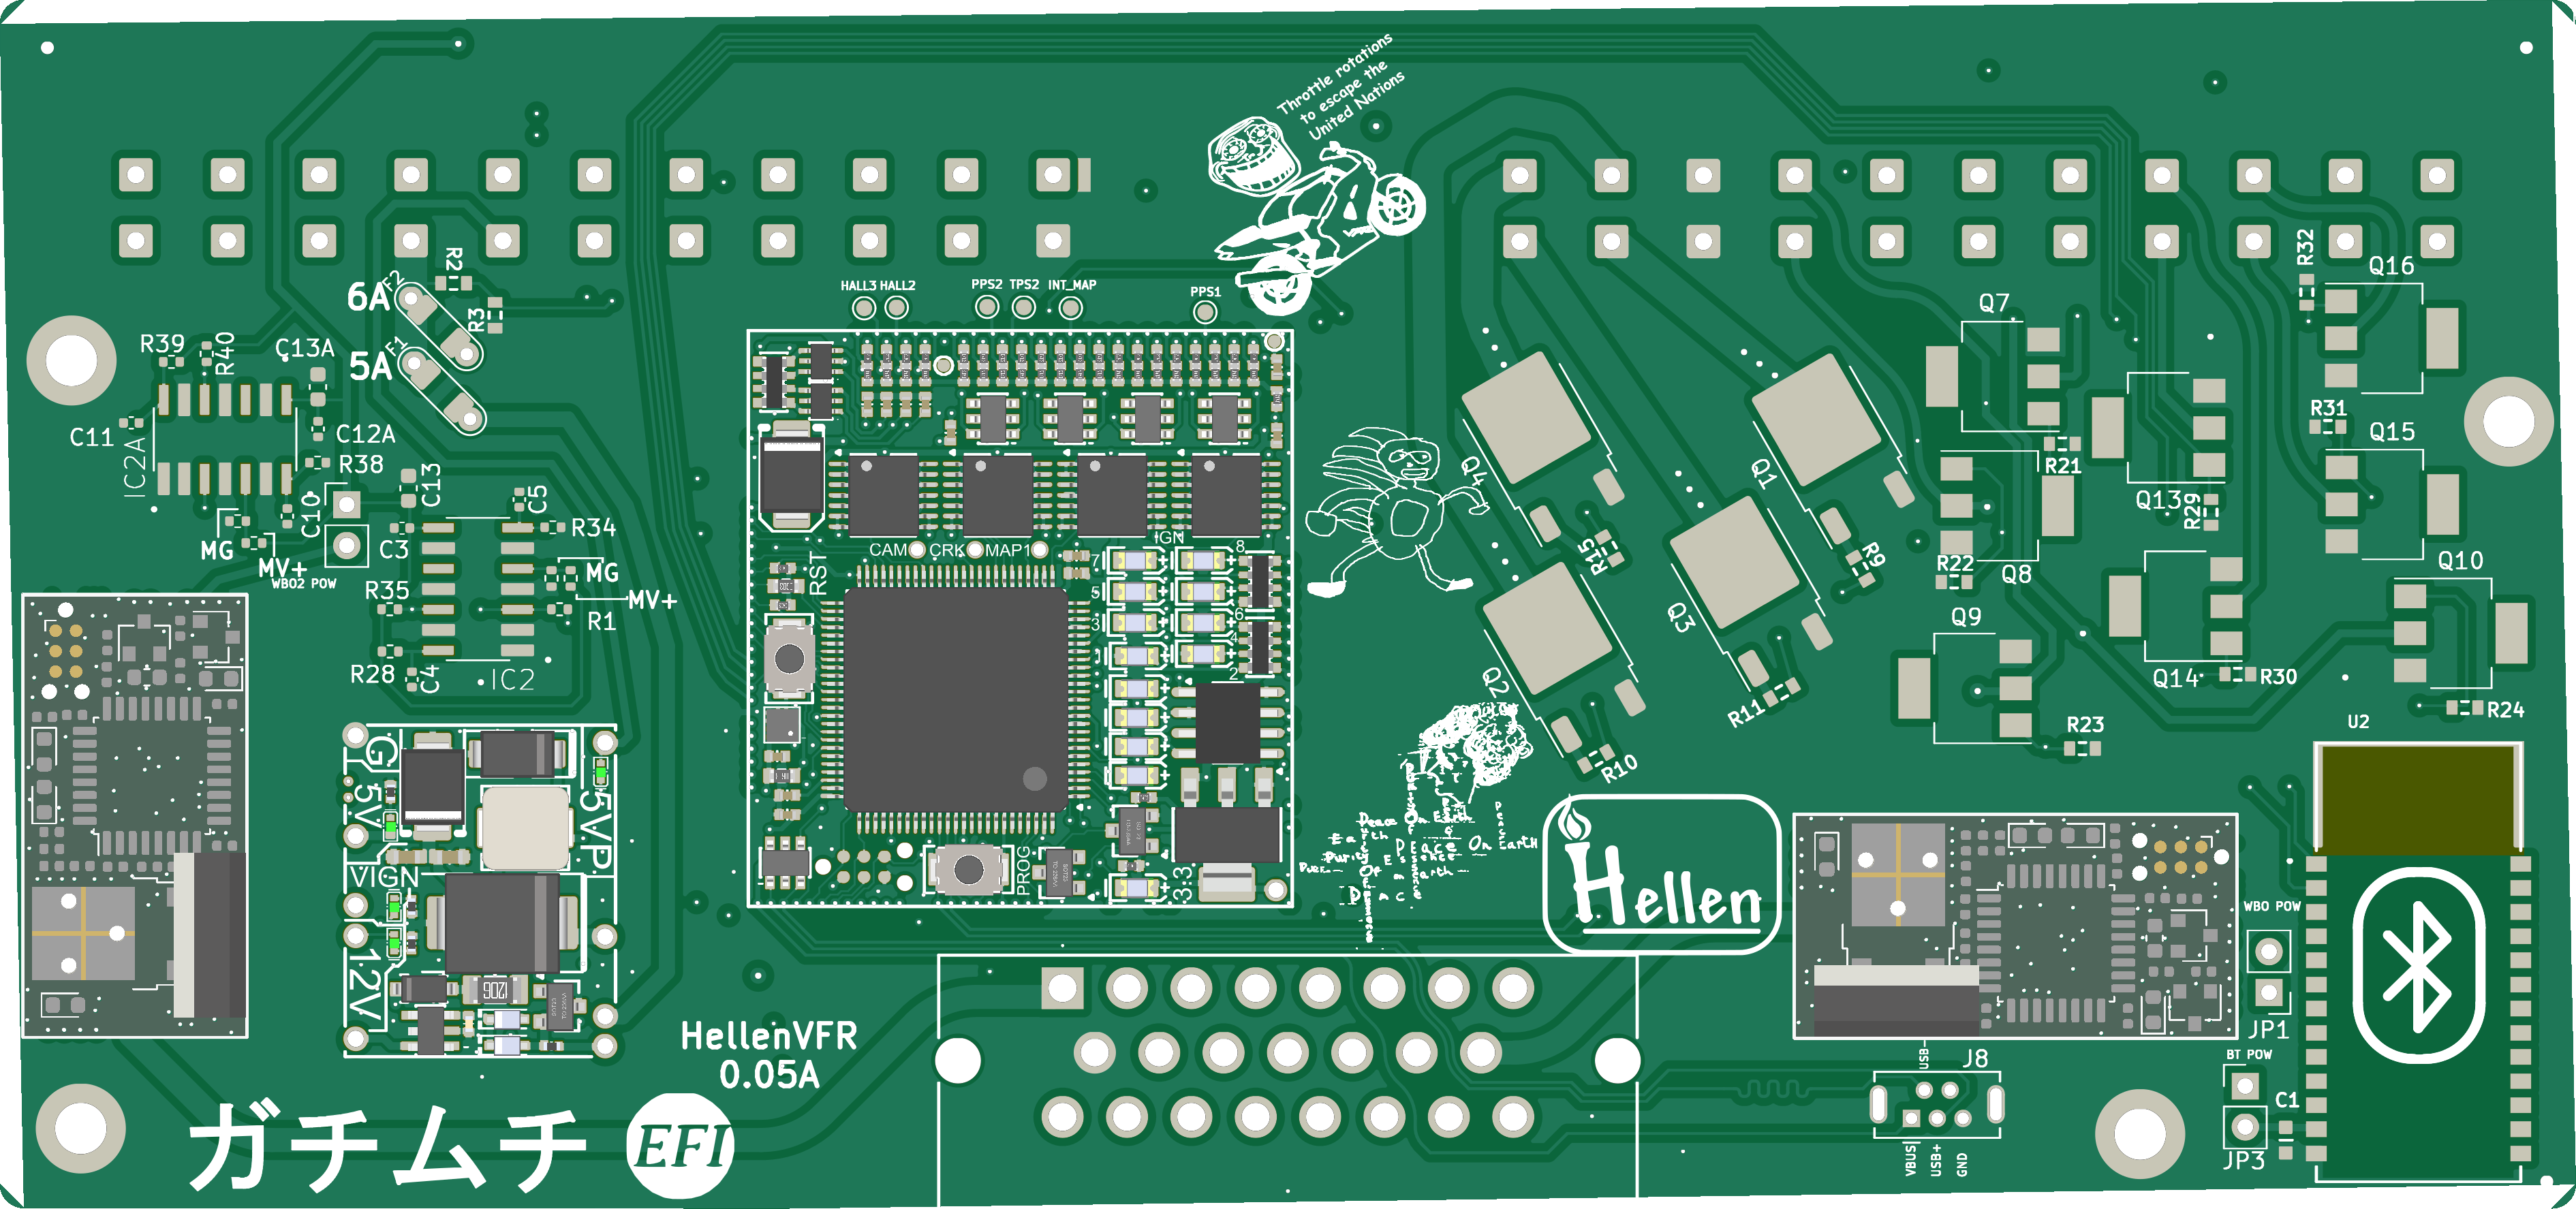 Throttle rotations
to escape the
United Nations
R2
F2
6A
R3
F1
5A
HALL3
HALL2
PPS2
TPS2
INT_MAP
PPS1
R32
Q16
Q7
R39
R40
C13A
R31
Q15
C11
IC2A
C12A
R38
C13
C10
C5
R34
C3
MG
MV+
WBO2 POW
MG
MV+
R35
R1
R28
C4
IC2
Q4
Q1
R21
Q13
R29
R15
R9
R22
Q8
Q10
Q3
Q9
Q2
Q14
R30
R11
R24
R23
R10
U2
CAM
CRK
MAP1
IGN
RST
7
8
5
6
3
4
2
G
5V
5VP
VIGN
12V
1206
PROG
3:3
Peace On Earth
Earth Peace On Earth
Purity Essence
Of on earth
Hellen
WBO POW
JP1
BT POW
JP3
C1
J8
USB-
VBUS
USB+
GND
HellenVFR
0.05A
ガチムチ
EFI